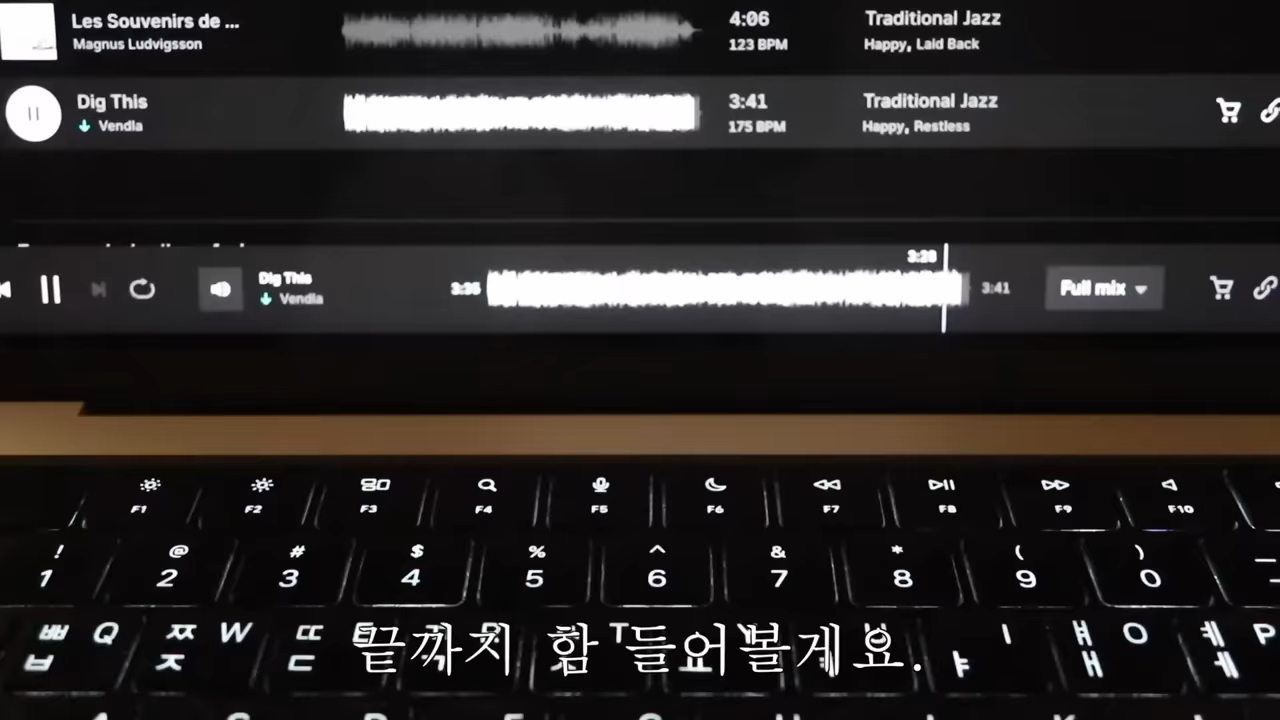 Les Souvenirs de ...
Magnus Ludvigsson
4:06
123 BPM
Traditional Jazz
Happy, Laid Back
Dig This
Vendla
3:41
175 BPM
Traditional Jazz
Happy, Restless
Dig This
Vendla
3:35
3:28
3:41
Full mix
F1 F2 F3 F4 F5 F6 F7 F8 F9 F10
! @ # $ % ^ & * ( )
1 2 3 4 5 6 7 8 9 0
ㅃ Q ㅉ W ㄸ T ㅒ O ㅖ P
ㅂ ㅈ ㄷ ㅑ ㅐ ㅔ
끝까지 함 들어볼게요.